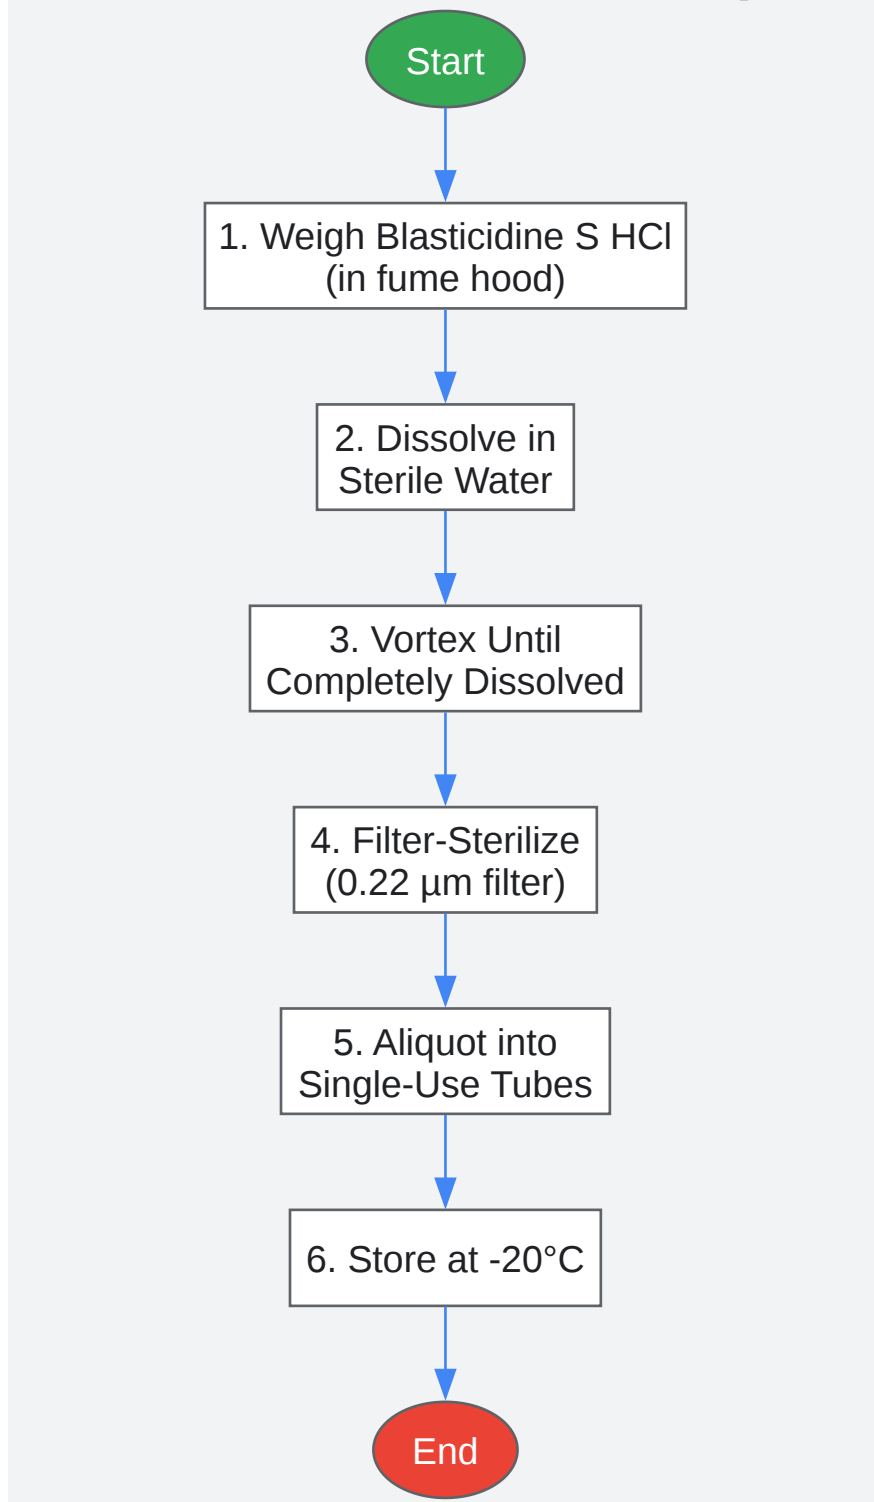 Start
1. Weigh Blasticidine S HCl
(in fume hood)
2. Dissolve in
Sterile Water
3. Vortex Until
Completely Dissolved
4. Filter-Sterilize
(0.22 µm filter)
5. Aliquot into
Single-Use Tubes
6. Store at -20°C
End